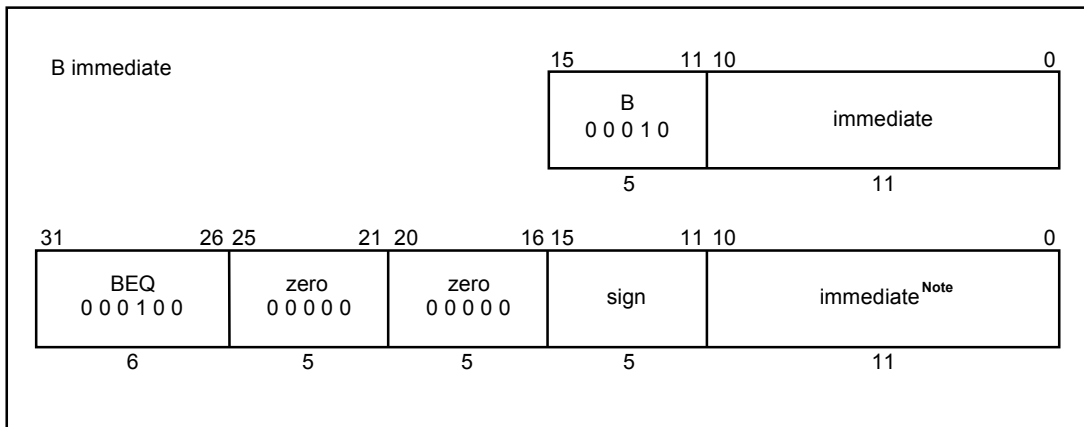 B immediate
15 11 10 0
B immediate
0 0 0 1 0
5 11
31 26 25 21 20 16 15 11 10 0
BEQ zero zero sign immediate Note
0 0 0 1 0 0 0 0 0 0 0 0 0 0 0 0
6 5 5 5 11